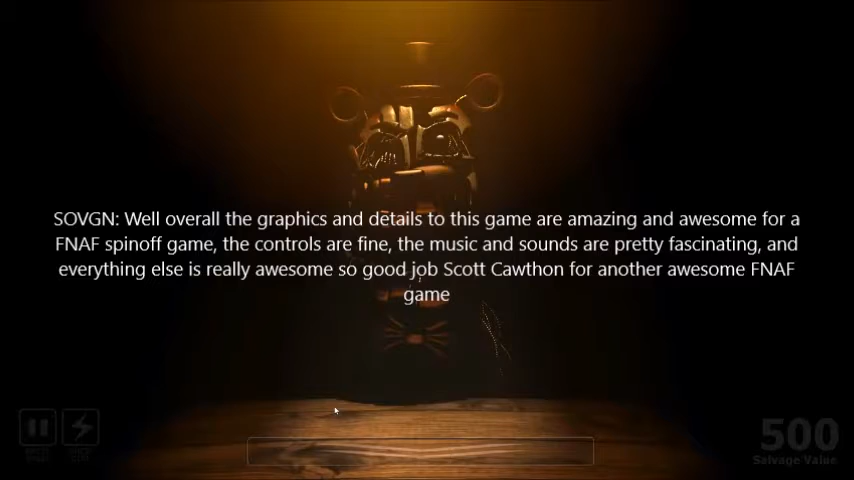 SOVGN: Well overall the graphics and details to this game are amazing and awesome for a
FNAF spinoff game, the controls are fine, the music and sounds are pretty fascinating, and
everything else is really awesome so good job Scott Cawthon for another awesome FNAF
game
500
Salvage Value